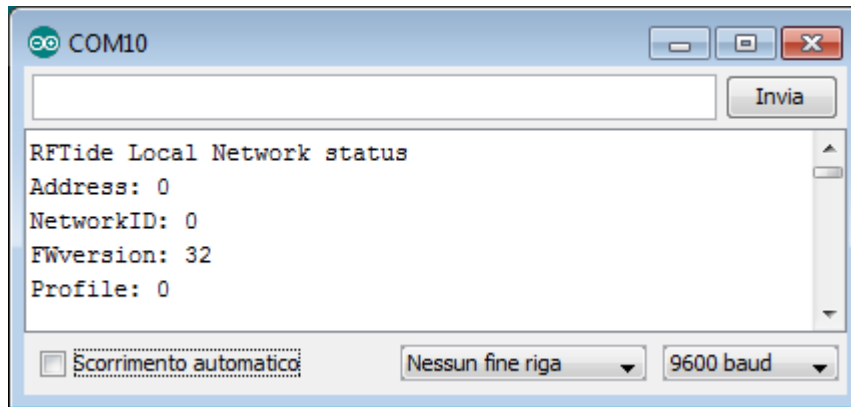 COM10
Invia
RFTide Local Network status
Address: 0
NetworkID: 0
FWversion: 32
Profile: 0
Scorrimento automatico Nessun fine riga 9600 baud